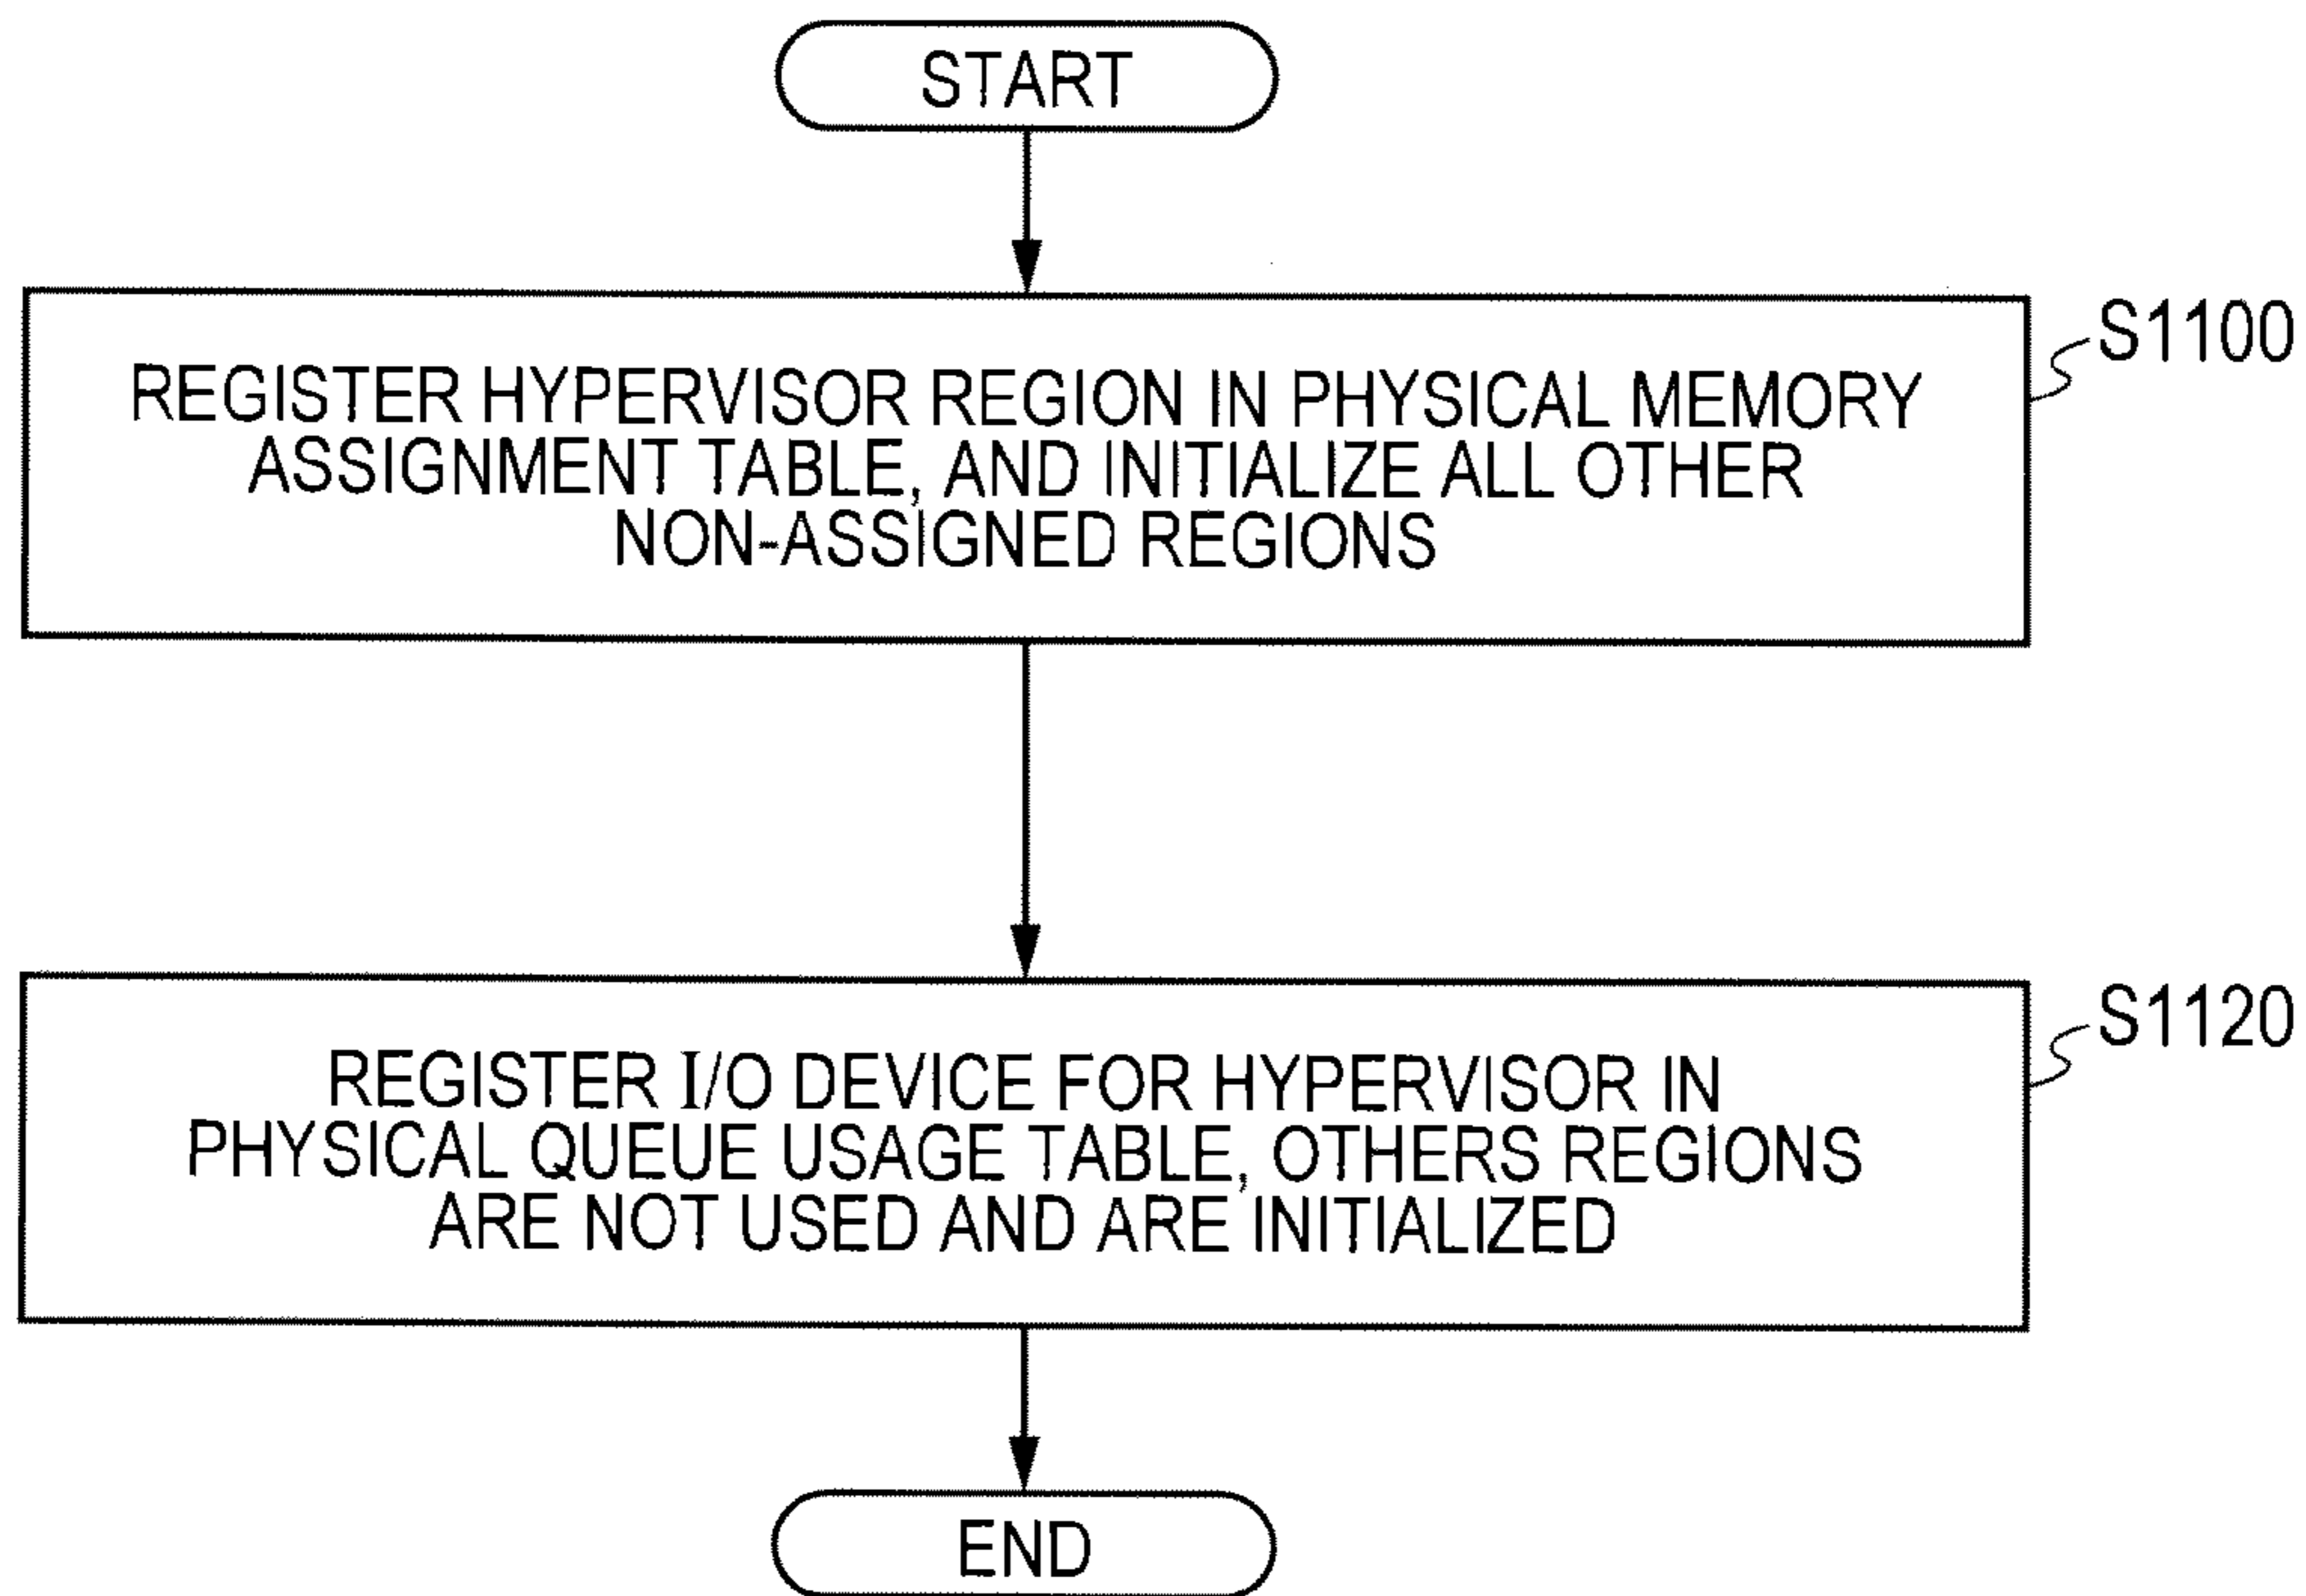 START
S1100
REGISTER HYPERVISOR REGION IN PHYSICAL MEMORY
ASSIGNMENT TABLE, AND INITIALIZE ALL OTHER
NON-ASSIGNED REGIONS
S1120
REGISTER I/O DEVICE FOR HYPERVISOR IN
PHYSICAL QUEUE USAGE TABLE, OTHERS REGIONS
ARE NOT USED AND ARE INITIALIZED
END